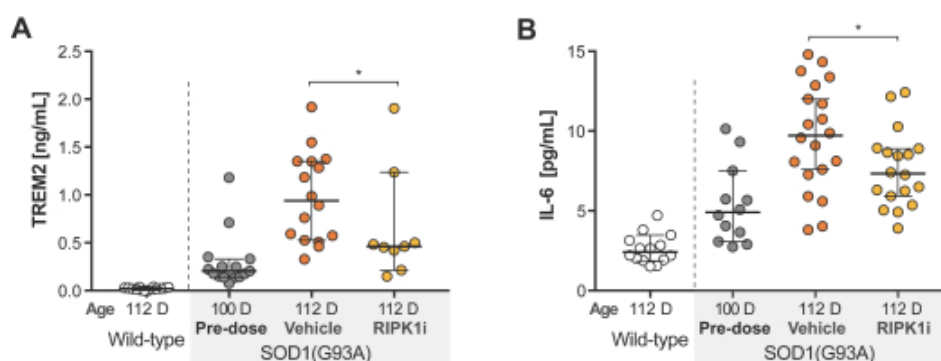 A
TREM2 [ng/mL]
2.5
2.0
1.5
1.0
0.5
0.0
*
Age 112 D 100 D 112 D 112 D
Wild-type Pre-dose Vehicle RIPK1i
SOD1(G93A)
B
IL-6 [pg/mL]
15
10
5
0
*
112 D 100 D 112 D 112 D
Wild-type Pre-dose Vehicle RIPK1i
SOD1(G93A)